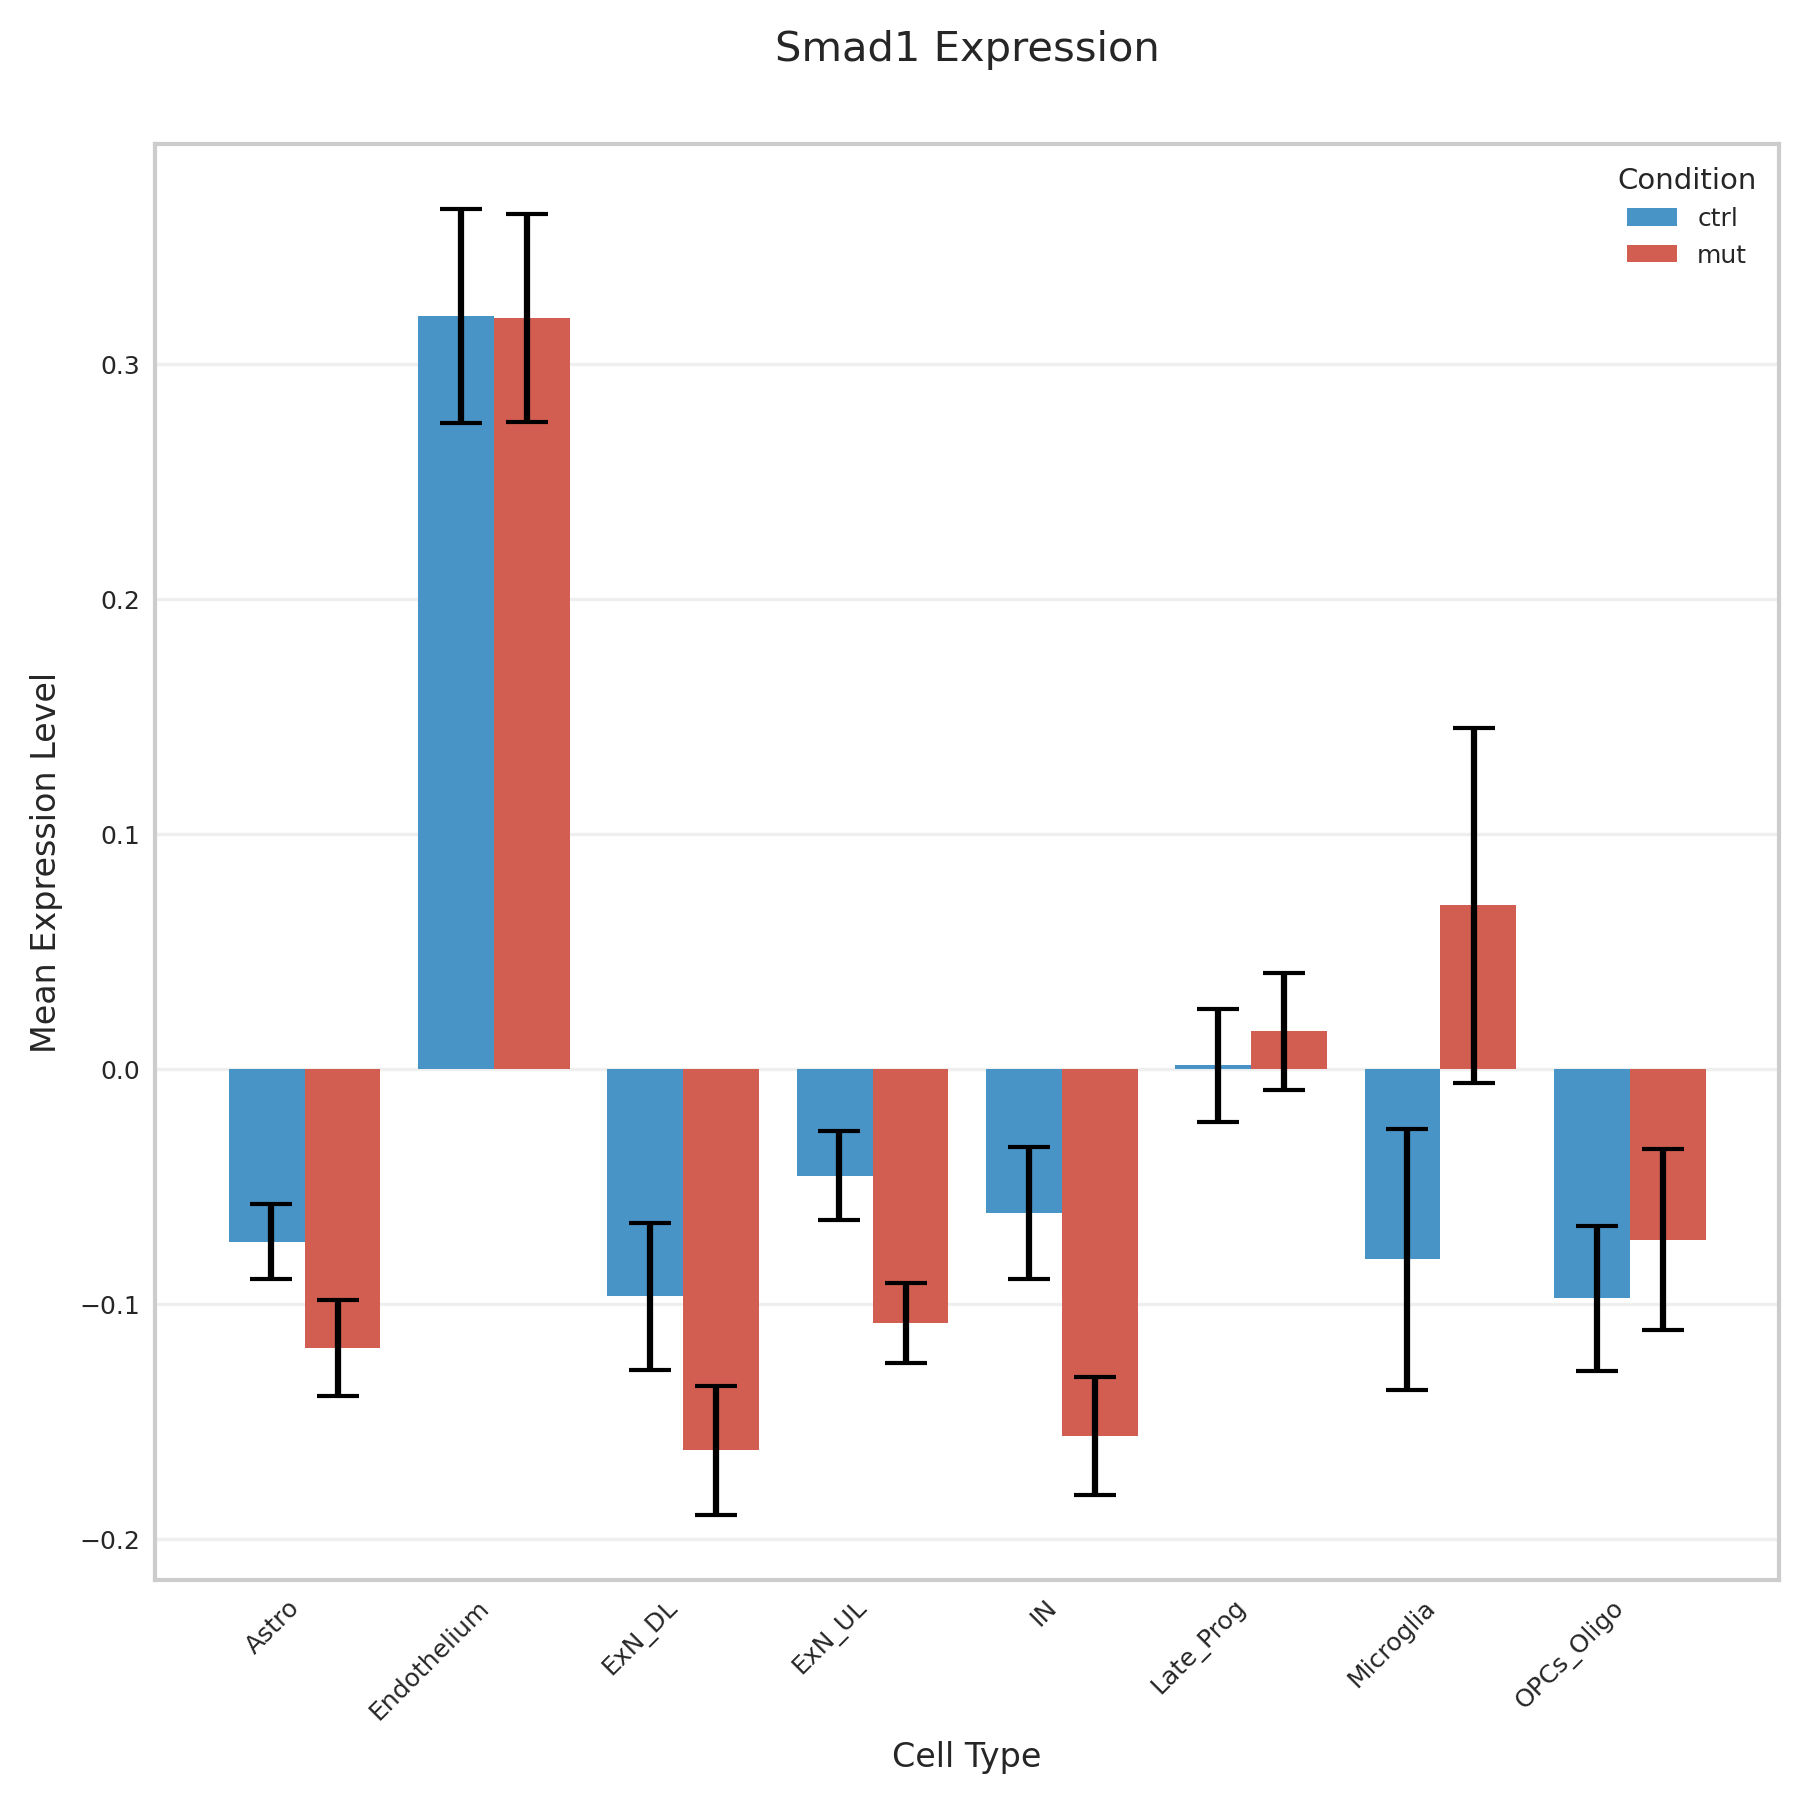 Smad1 Expression
Condition
ctrl
mut
0.3
0.2
0.1
0.0
−0.1
−0.2
Mean Expression Level
Astro
Endothelium
ExN_DL
ExN_UL
IN
Late_Prog
Microglia
OPCs_Oligo
Cell Type